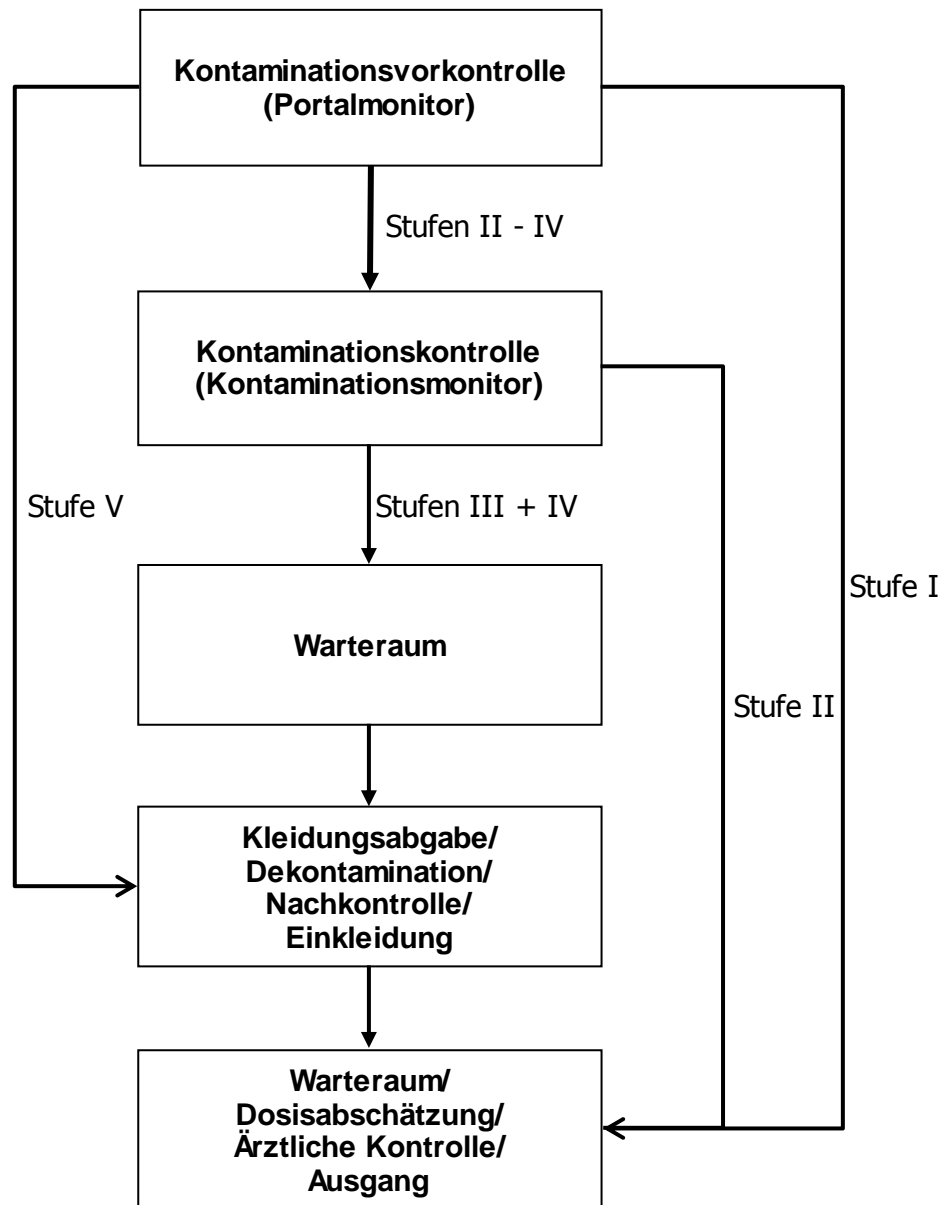 Kontaminationsvorkontrolle
(Portalmonitor)
Stufen II - IV
Kontaminationskontrolle
(Kontaminationsmonitor)
Stufe V
Stufen III + IV
Stufe I
Warteraum
Stufe II
Kleidungsabgabe/
Dekontamination/
Nachkontrolle/
Einkleidung
Warteraum/
Dosisabschätzung/
Ärztliche Kontrolle/
Ausgang